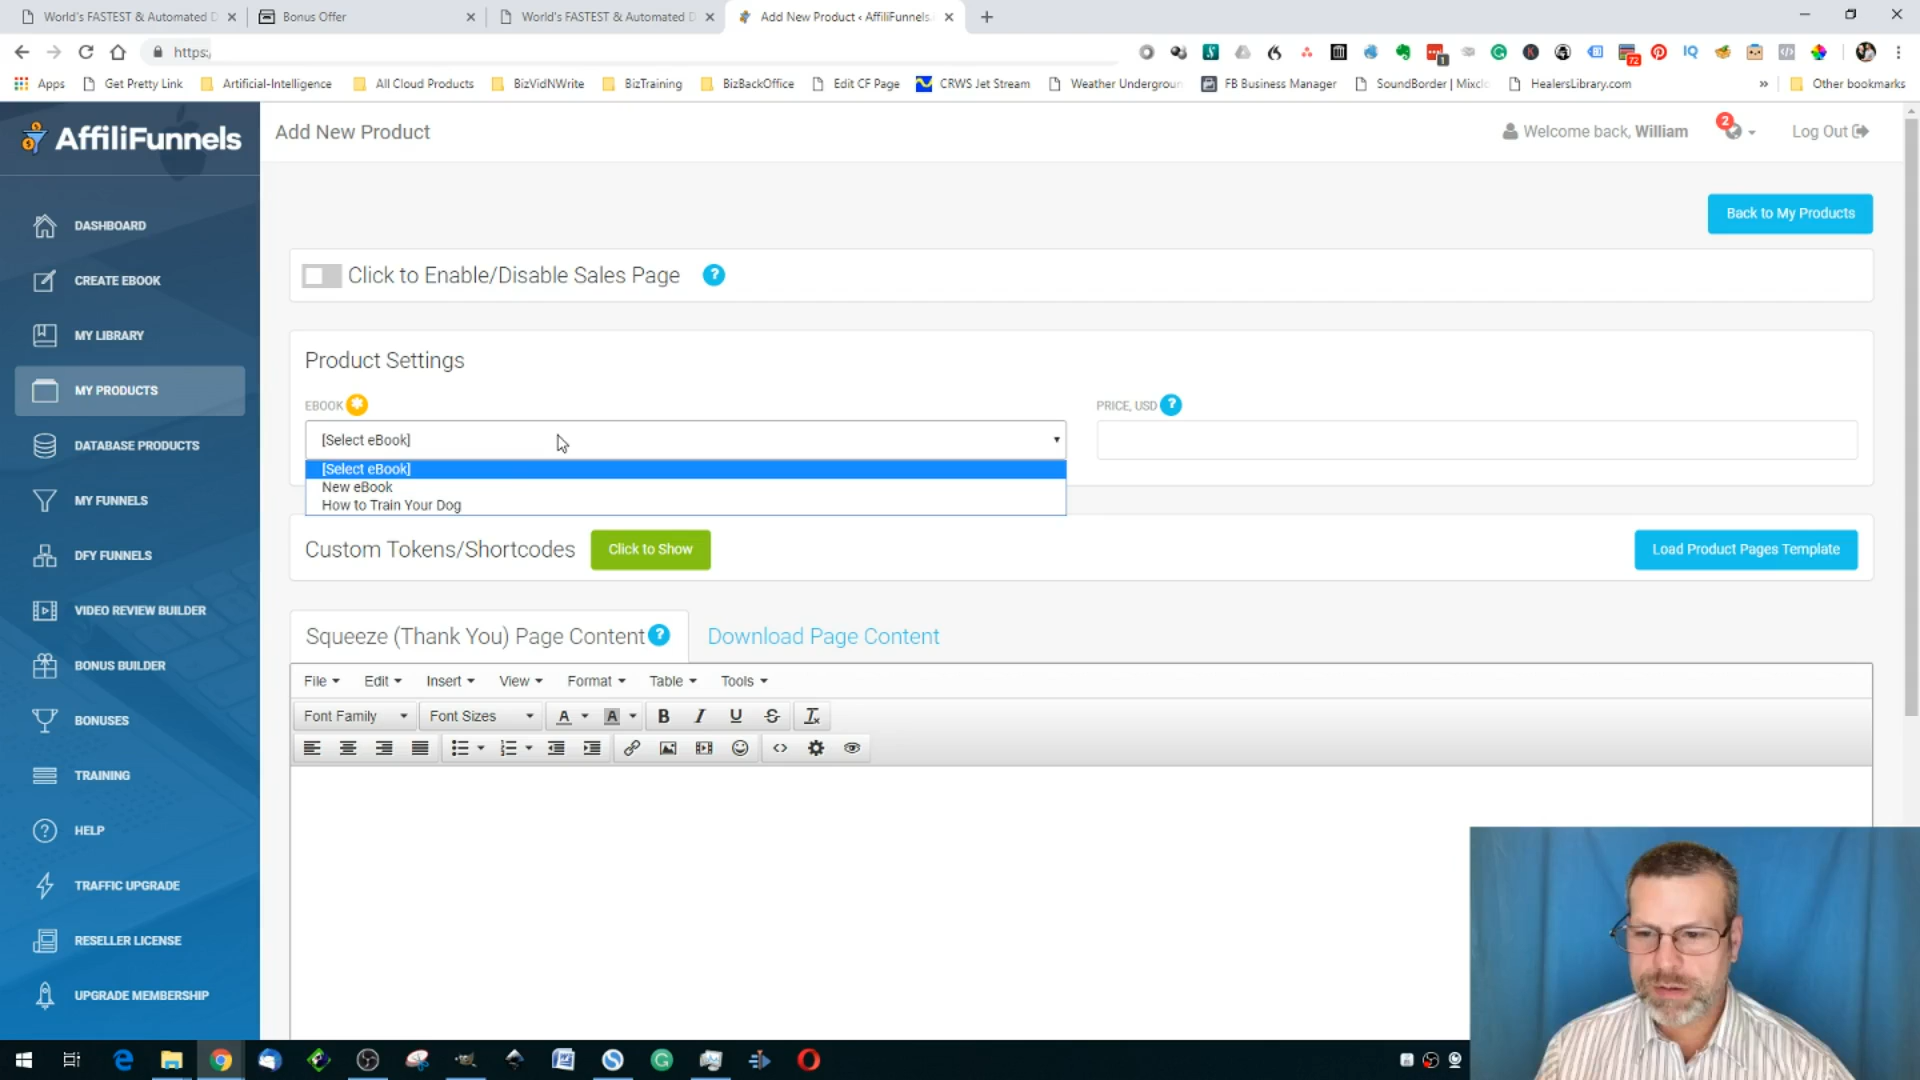 World's FASTEST & Automated D
Bonus Offer
World's FASTEST & Automated D
Add New Product ‹ AffiliFunnels
https:
Apps
Get Pretty Link
Artificial-Intelligence
All Cloud Products
BizVidNWrite
BizTraining
BizBackOffice
Edit CF Page
CRWS Jet Stream
Weather Undergroun
FB Business Manager
SoundBorder | Mixclo
HealersLibrary.com
Other bookmarks
AffiliFunnels
Add New Product
Welcome back, William
2
Log Out
Back to My Products
DASHBOARD
CREATE EBOOK
MY LIBRARY
MY PRODUCTS
DATABASE PRODUCTS
MY FUNNELS
DFY FUNNELS
VIDEO REVIEW BUILDER
BONUS BUILDER
BONUSES
TRAINING
HELP
TRAFFIC UPGRADE
RESELLER LICENSE
UPGRADE MEMBERSHIP
Click to Enable/Disable Sales Page ?
Product Settings
EBOOK
PRICE, USD ?
[Select eBook]
[Select eBook]
New eBook
How to Train Your Dog
Custom Tokens/Shortcodes
Click to Show
Load Product Pages Template
Squeeze (Thank You) Page Content ?
Download Page Content
File Edit Insert View Format Table Tools
Font Family
Font Sizes
A A B I U S